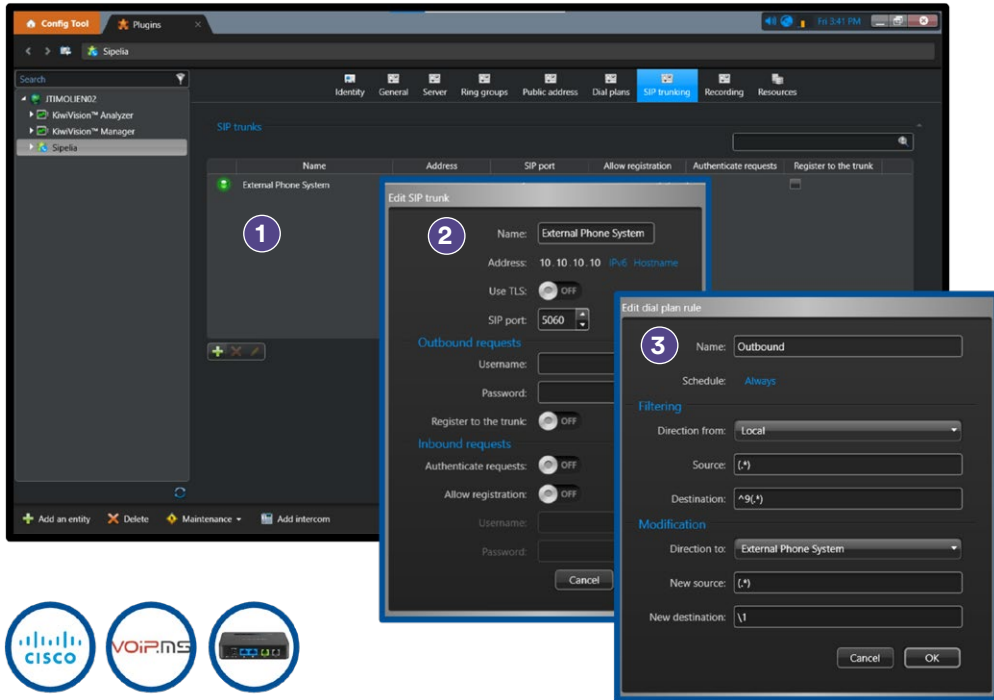 Config Tool
Plugins
Fri 3:41 PM
Sipelia
Search
JTIMOLIEN02
KiwiVision™ Analyzer
KiwiVision™ Manager
Sipelia
Identity General Server Ring groups Public address Dial plans SIP trunking Recording Resources
SIP trunks
Name Address SIP port Allow registration Authenticate requests Register to the trunk
External Phone System
1
Add an entity Delete Maintenance Add intercom
Edit SIP trunk
2
Name: External Phone System
Address: 10 . 10 . 10 . 10 IPv6 Hostname
Use TLS: OFF
SIP port: 5060
Outbound requests
Username:
Password:
Register to the trunk: OFF
Inbound requests
Authenticate requests: OFF
Allow registration: OFF
Username:
Password:
Cancel
Edit dial plan rule
3
Name: Outbound
Schedule: Always
Filtering
Direction from: Local
Source: (.*)
Destination: ^9(.*)
Modification
Direction to: External Phone System
New source: (.*)
New destination: \1
Cancel OK
CISCO
VOIP.MS